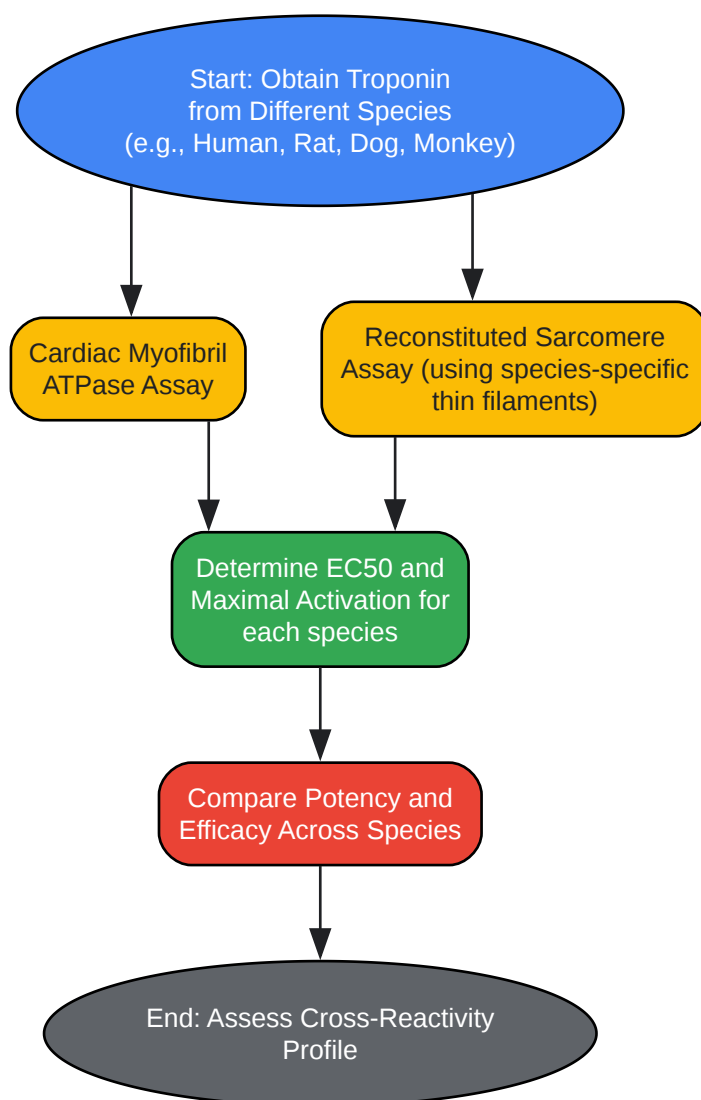 Start: Obtain Troponin
from Different Species
(e.g., Human, Rat, Dog, Monkey)
Cardiac Myofibril
ATPase Assay
Reconstituted Sarcomere
Assay (using species-specific
thin filaments)
Determine EC50 and
Maximal Activation for
each species
Compare Potency and
Efficacy Across Species
End: Assess Cross-Reactivity
Profile